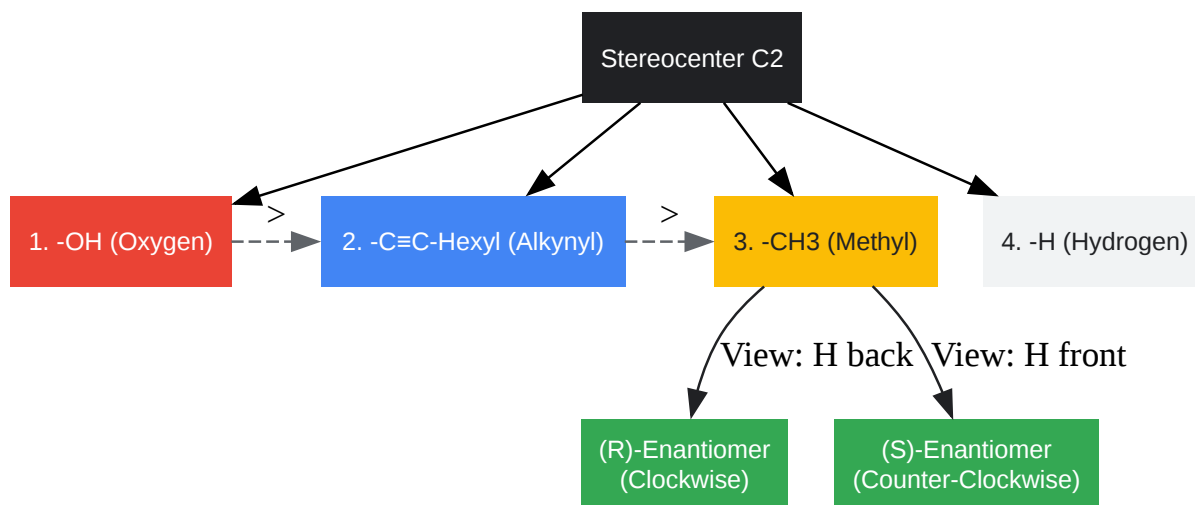 Stereocenter C2
>
>
1. -OH (Oxygen)
2. -C≡C-Hexyl (Alkynyl)
3. -CH3 (Methyl)
4. -H (Hydrogen)
View: H back
View: H front
(R)-Enantiomer
(Clockwise)
(S)-Enantiomer
(Counter-Clockwise)